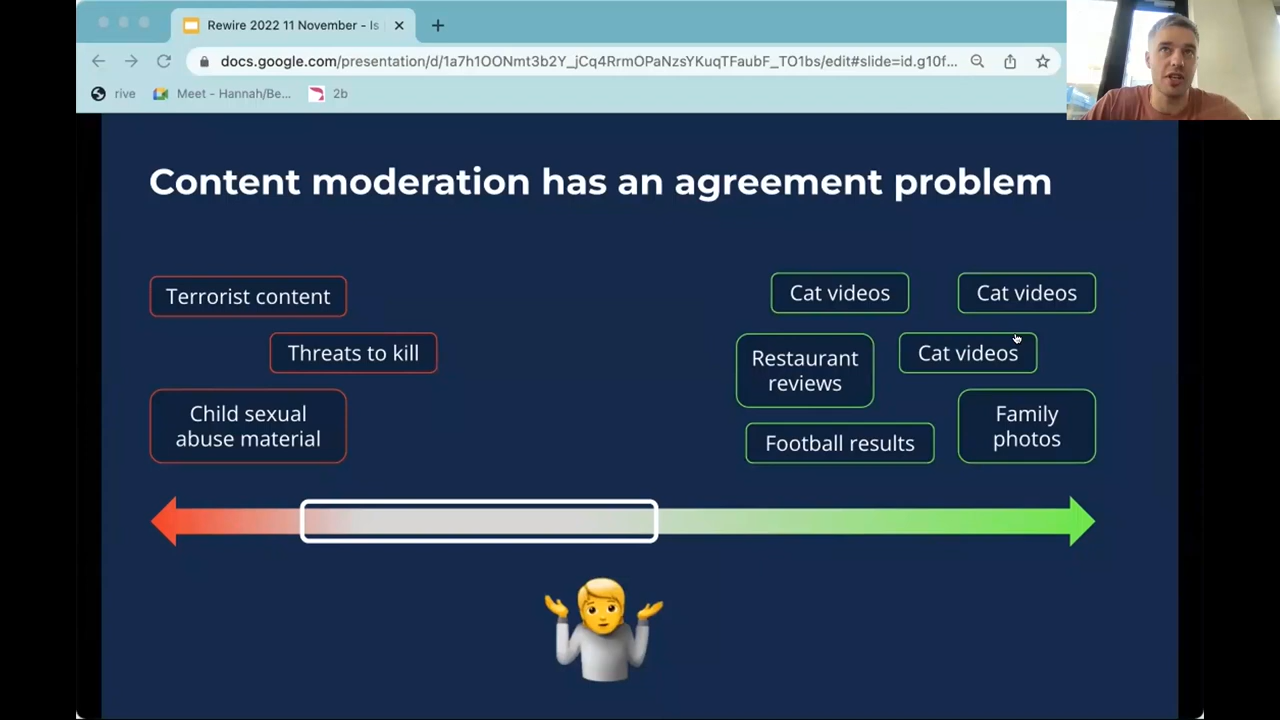 Rewire 2022 11 November - Is
docs.google.com/presentation/d/1a7h1OONmt3b2Y_jCq4RrmOPaNzsYKuqTFaubF_TO1bs/edit#slide=id.g10f...
rive
Meet - Hannah/Be...
2b
Content moderation has an agreement problem
Terrorist content
Cat videos
Cat videos
Threats to kill
Restaurant
reviews
Cat videos
Child sexual
abuse material
Family
photos
Football results